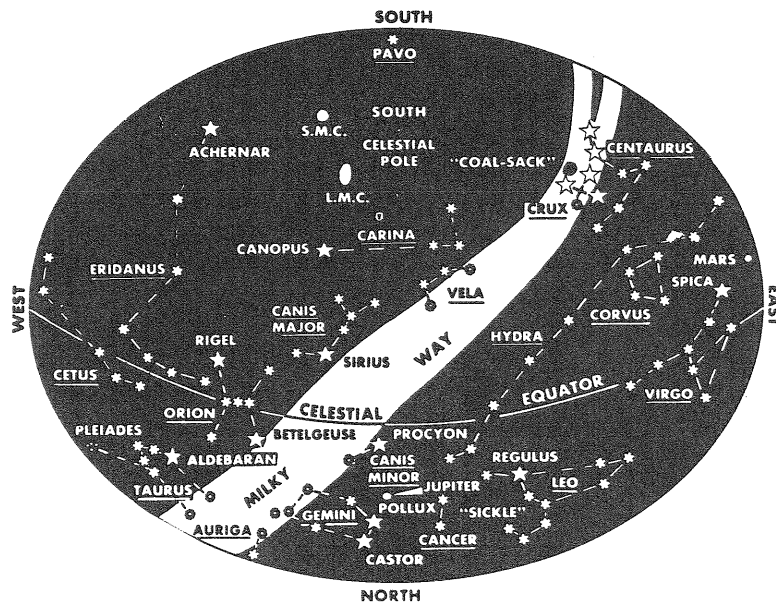 SOUTH
PAVO
SOUTH
CELESTIAL
POLE
S.M.C.
ACHERNAR
"COAL-SACK"
CENTAURUS
L.M.C.
CRUX
CANOPUS
CARINA
ERIDANUS
MARS
SPICA
WEST
EAST
CANIS
MAJOR
VELA
CORVUS
RIGEL
SIRIUS
WAY
HYDRA
CETUS
ORION
CELESTIAL
EQUATOR
VIRGO
PLEIADES
BETELGEUSE
PROCYON
ALDEBARAN
CANIS
MINOR
REGULUS
TAURUS
MILKY
JUPITER
LEO
AURIGA
GEMINI
POLLUX
"SICKLE"
CASTOR
CANCER
NORTH